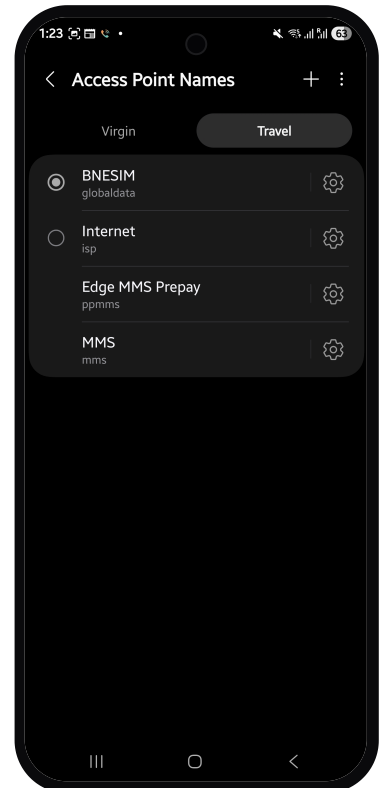 1:23
63
Access Point Names
Virgin
Travel
BNESIM
globaldata
Internet
isp
Edge MMS Prepay
ppmms
MMS
mms